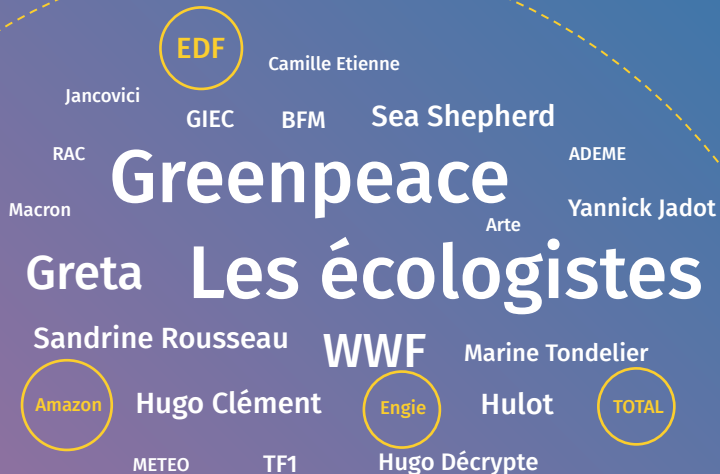 EDF
Camille Etienne
Jancovici
GIEC
BFM
Sea Shepherd
RAC
Greenpeace
ADEME
Macron
Yannick Jadot
Arte
Greta
Les écologistes
Sandrine Rousseau
WWF
Marine Tondelier
Amazon
Hugo Clément
Engie
Hulot
TOTAL
METEO
TF1
Hugo Décrypte